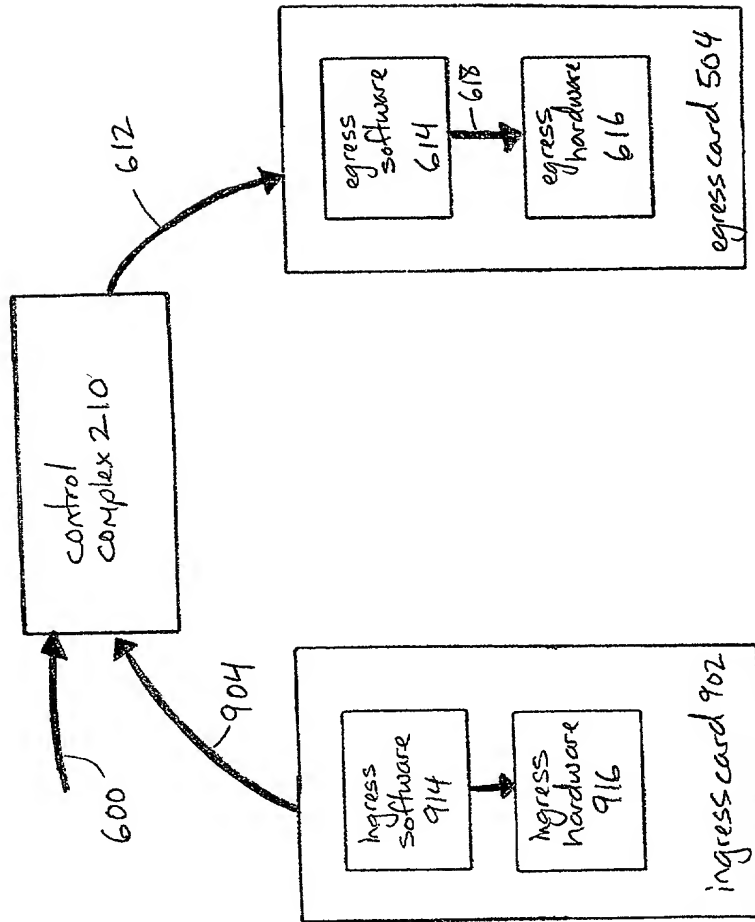 600
control
complex 210
612
904
Ingress
software
914
Ingress
hardware
916
ingress card 902
egress
software
614
618
egress
hardware
616
egress card 504